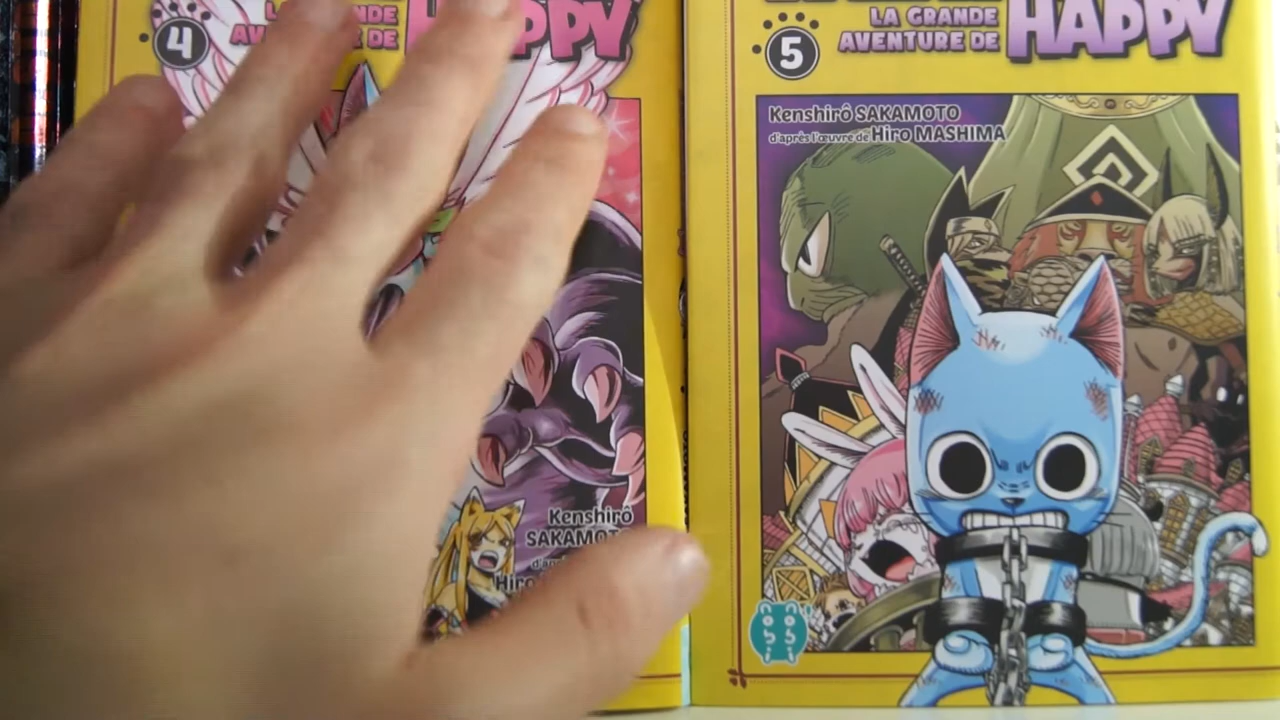 4
LA GRANDE
DE
HAPPY
Kenshirô
SAKAMOTO
5
LA GRANDE
AVENTURE DE
HAPPY
Kenshirô SAKAMOTO
d'après l'œuvre de Hiro MASHIMA